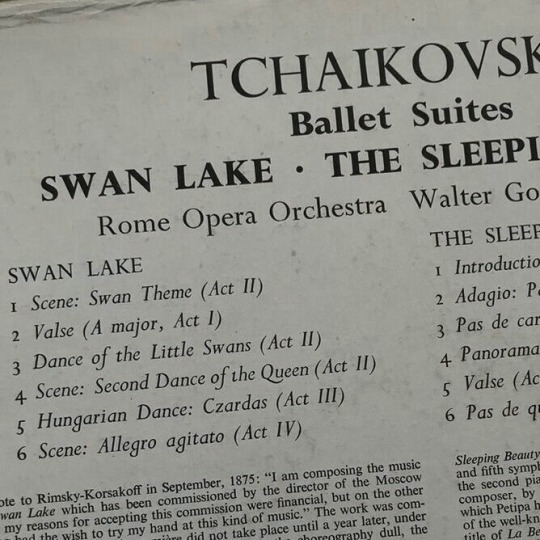 TCHAIKOVSK
Ballet Suites
SWAN LAKE · THE SLEEPI
Rome Opera Orchestra Walter Go
SWAN LAKE
1 Scene: Swan Theme (Act II)
2 Valse (A major, Act I)
3 Dance of the Little Swans (Act II)
4 Scene: Second Dance of the Queen (Act II)
5 Hungarian Dance: Czardas (Act III)
6 Scene: Allegro agitato (Act IV)
THE SLEEP
1 Introductio
2 Adagio: P
3 Pas de car
4 Panorama
5 Valse (Ac
6 Pas de q
ote to Rimsky-Korsakoff in September, 1875: “I am composing the music
wan Lake which has been commissioned by the director of the Moscow
my reasons for accepting this commission were financial, but on the other
had the wish to try my hand at this kind of music.” The work was com-
did not take place until a year later, under
choreography dull, the
Sleeping Beauty
and fifth symph
the second pia
composer, by
which Petipa h
of the well-kn
title of La Be